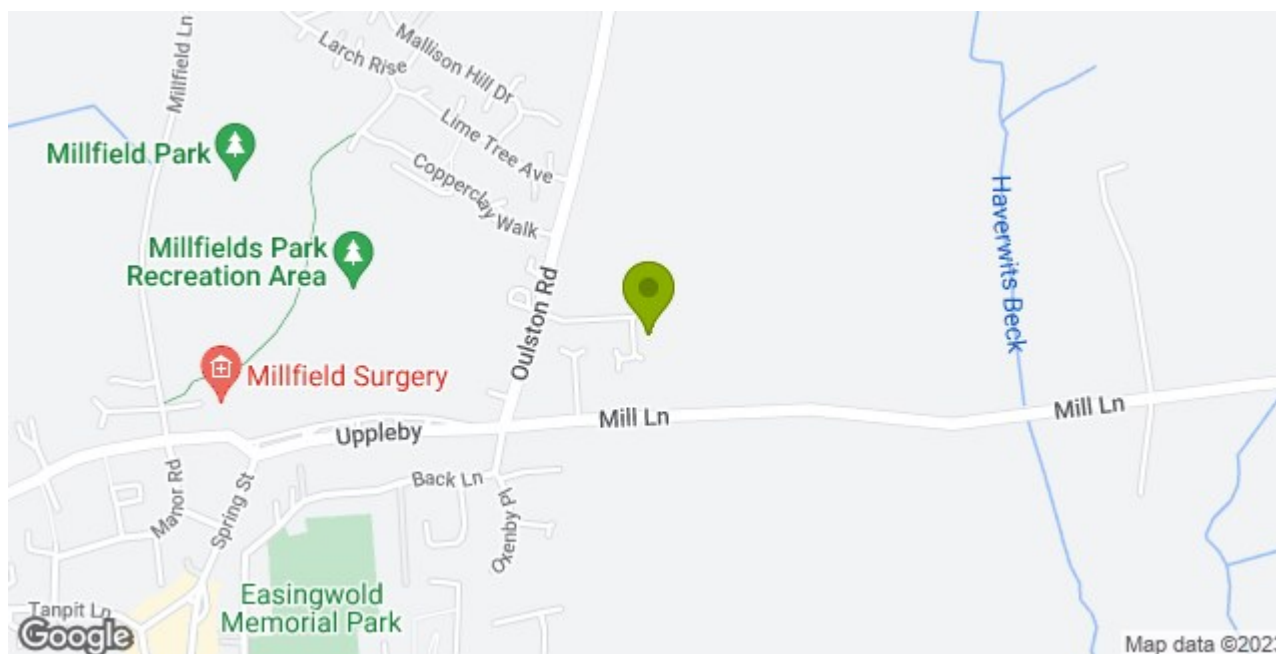 Millfield Ln
Larch Rise
Mallison Hill Dr
Lime Tree Ave
Copperclay Walk
Millfield Park
Millfields Park
Recreation Area
Oulston Rd
Haverwits Beck
Millfield Surgery
Uppleby
Mill Ln
Mill Ln
Back Ln
Oxenby Pl
Manor Rd
Spring St
Easingwold
Memorial Park
Tanpit Ln
Google
Map data ©2023